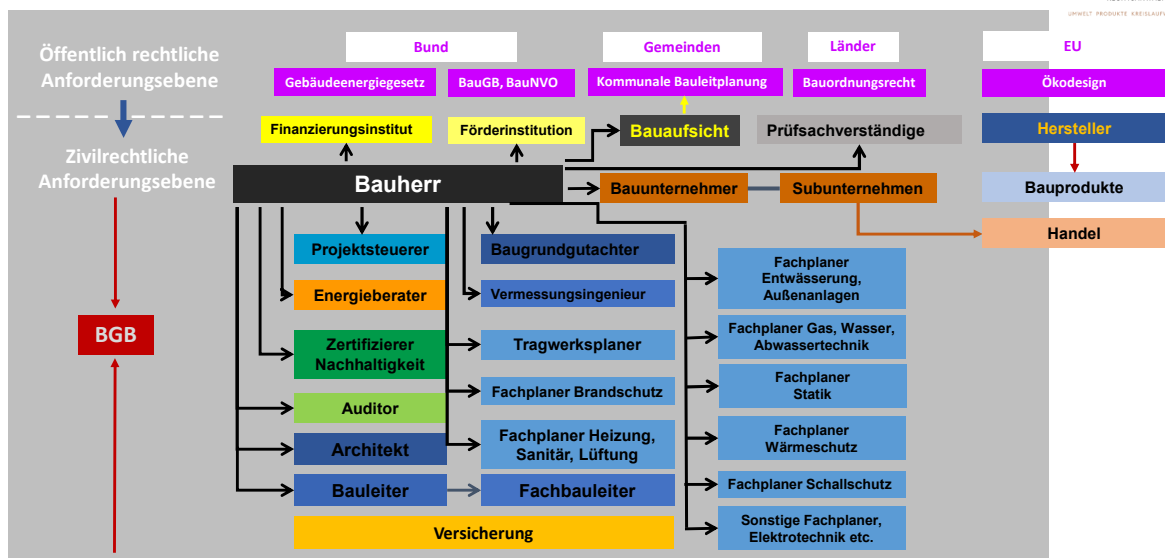 UMWELT PRODUKTE KREISLAUFW
Öffentlich rechtliche
Anforderungsebene
Bund
Gemeinden
Länder
EU
Gebäudeenergiegesetz
BauGB, BauNVO
Kommunale Bauleitplanung
Bauordnungsrecht
Ökodesign
Finanzierungsinstitut
Förderinstitution
Bauaufsicht
Prüfsachverständige
Hersteller
Zivilrechtliche
Anforderungsebene
Bauherr
Bauunternehmer
Subunternehmen
Bauprodukte
Handel
Projektsteuerer
Baugrundgutachter
Fachplaner
Entwässerung,
Außenanlagen
Energieberater
Vermessungsingenieur
BGB
Zertifizierer
Nachhaltigkeit
Tragwerksplaner
Fachplaner Gas, Wasser,
Abwassertechnik
Auditor
Fachplaner Brandschutz
Fachplaner
Statik
Architekt
Fachplaner Heizung,
Sanitär, Lüftung
Fachplaner
Wärmeschutz
Bauleiter
Fachbauleiter
Fachplaner Schallschutz
Versicherung
Sonstige Fachplaner,
Elektrotechnik etc.